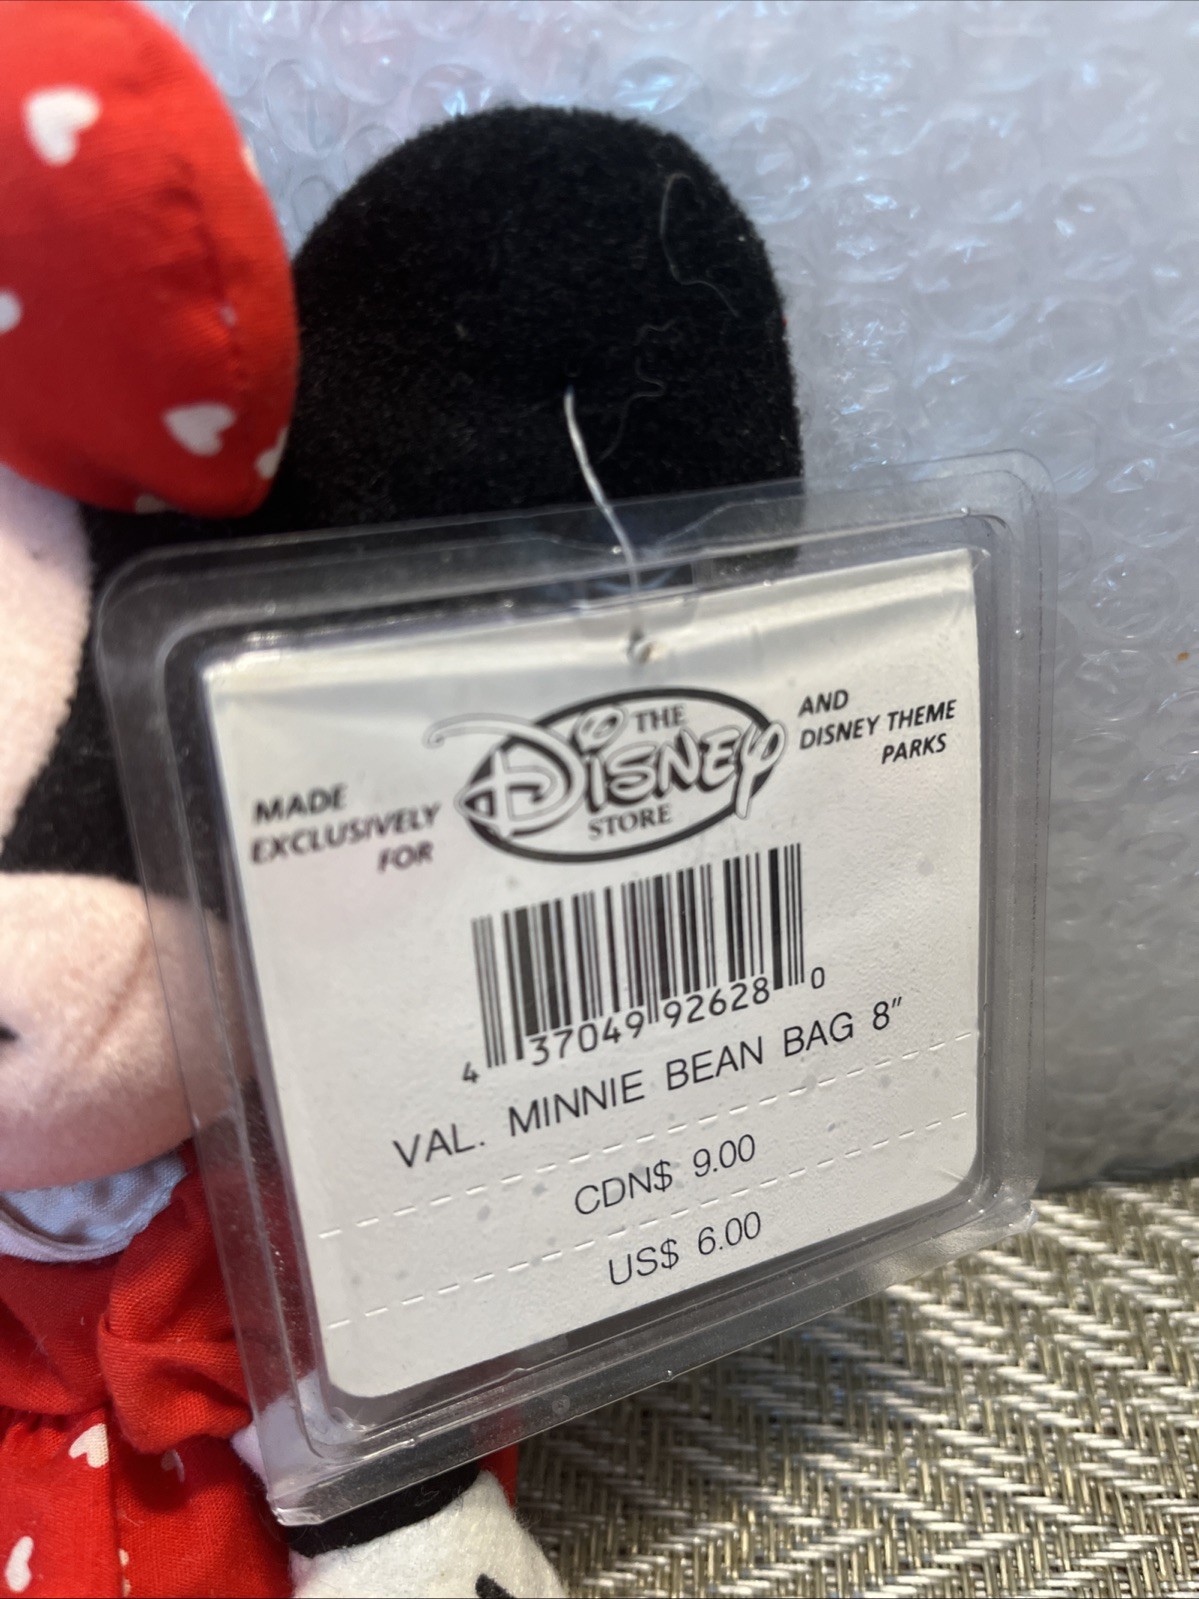 MADE
EXCLUSIVELY
FOR
THE
DISNEY
STORE
AND
DISNEY THEME
PARKS
4 37049 92628 0
VAL. MINNIE BEAN BAG 8"
CDN$ 9.00
US$ 6.00